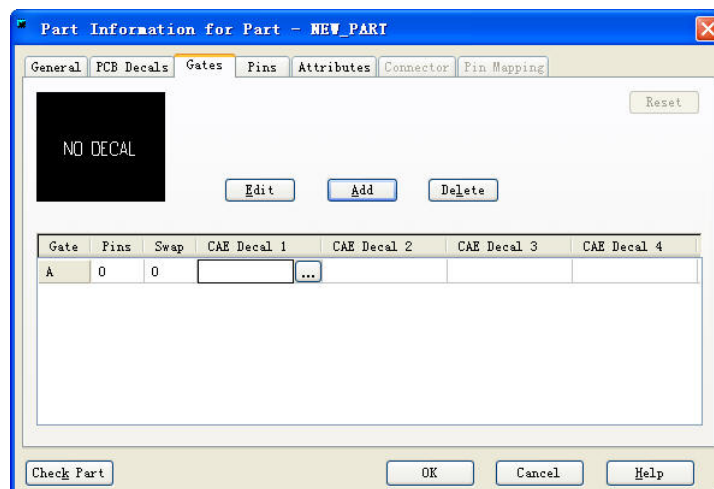 Part Information for Part - NEW_PART
General PCB Decals Gates Pins Attributes Connector Pin Mapping
Reset
NO DECAL
Edit Add Delete
Gate Pins Swap CAE Decal 1 CAE Decal 2 CAE Decal 3 CAE Decal 4
A 0 0 ...
Check Part OK Cancel Help